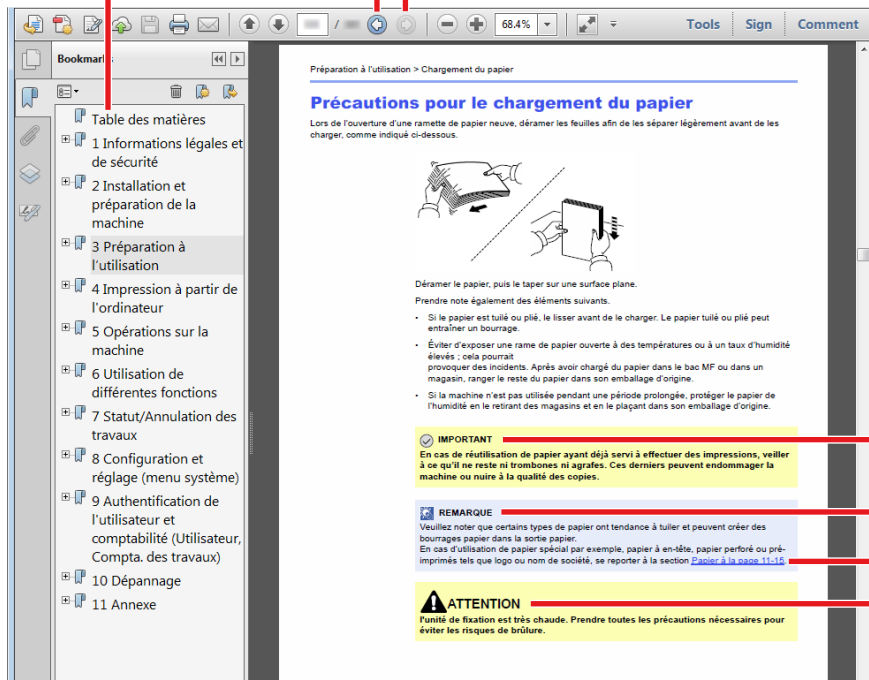 /
68.4%
Tools
Sign
Comment
Bookmar
Table des matières
1 Informations légales et
de sécurité
2 Installation et
préparation de la
machine
3 Préparation à
l'utilisation
4 Impression à partir de
l'ordinateur
5 Opérations sur la
machine
6 Utilisation de
différentes fonctions
7 Statut/Annulation des
travaux
8 Configuration et
réglage (menu système)
9 Authentification de
l'utilisateur et
comptabilité (Utilisateur,
Compta. des travaux)
10 Dépannage
11 Annexe
Préparation à l'utilisation > Chargement du papier
Précautions pour le chargement du papier
Lors de l'ouverture d'une ramette de papier neuve, déramer les feuilles afin de les séparer légèrement avant de les
charger, comme indiqué ci-dessous.
Déramer le papier, puis le taper sur une surface plane.
Prendre note également des éléments suivants.
• Si le papier est tuilé ou plié, le lisser avant de le charger. Le papier tuilé ou plié peut
entraîner un bourrage.
• Éviter d'exposer une rame de papier ouverte à des températures ou à un taux d'humidité
élevés ; cela pourrait
provoquer des incidents. Après avoir chargé du papier dans le bac MF ou dans un
magasin, ranger le reste du papier dans son emballage d'origine.
• Si la machine n'est pas utilisée pendant une période prolongée, protéger le papier de
l'humidité en le retirant des magasins et en le plaçant dans son emballage d'origine.
IMPORTANT
En cas de réutilisation de papier ayant déjà servi à effectuer des impressions, veiller
à ce qu'il ne reste ni trombones ni agrafes. Ces derniers peuvent endommager la
machine ou nuire à la qualité des copies.
REMARQUE
Veuillez noter que certains types de papier ont tendance à tuiler et peuvent créer des
bourrages papier dans la sortie papier.
En cas d'utilisation de papier spécial par exemple, papier à en-tête, papier perforé ou pré-
imprimés tels que logo ou nom de société, se reporter à la section Papier à la page 11-15.
ATTENTION
l'unité de fixation est très chaude. Prendre toutes les précautions nécessaires pour
éviter les risques de brûlure.